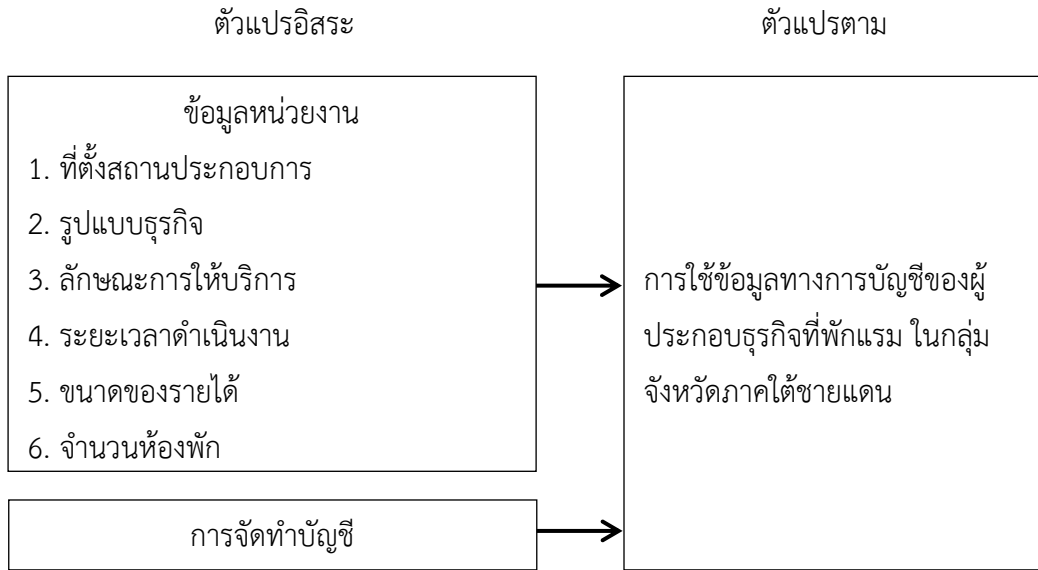 ตัวแปรอิสระ
ตัวแปรตาม
ข้อมูลหน่วยงาน
1. ที่ตั้งสถานประกอบการ
2. รูปแบบธุรกิจ
3. ลักษณะการให้บริการ
4. ระยะเวลาดำเนินงาน
5. ขนาดของรายได้
6. จำนวนห้องพัก
การจัดทำบัญชี
การใช้ข้อมูลทางการบัญชีของผู้
ประกอบธุรกิจที่พักแรม ในกลุ่ม
จังหวัดภาคใต้ชายแดน